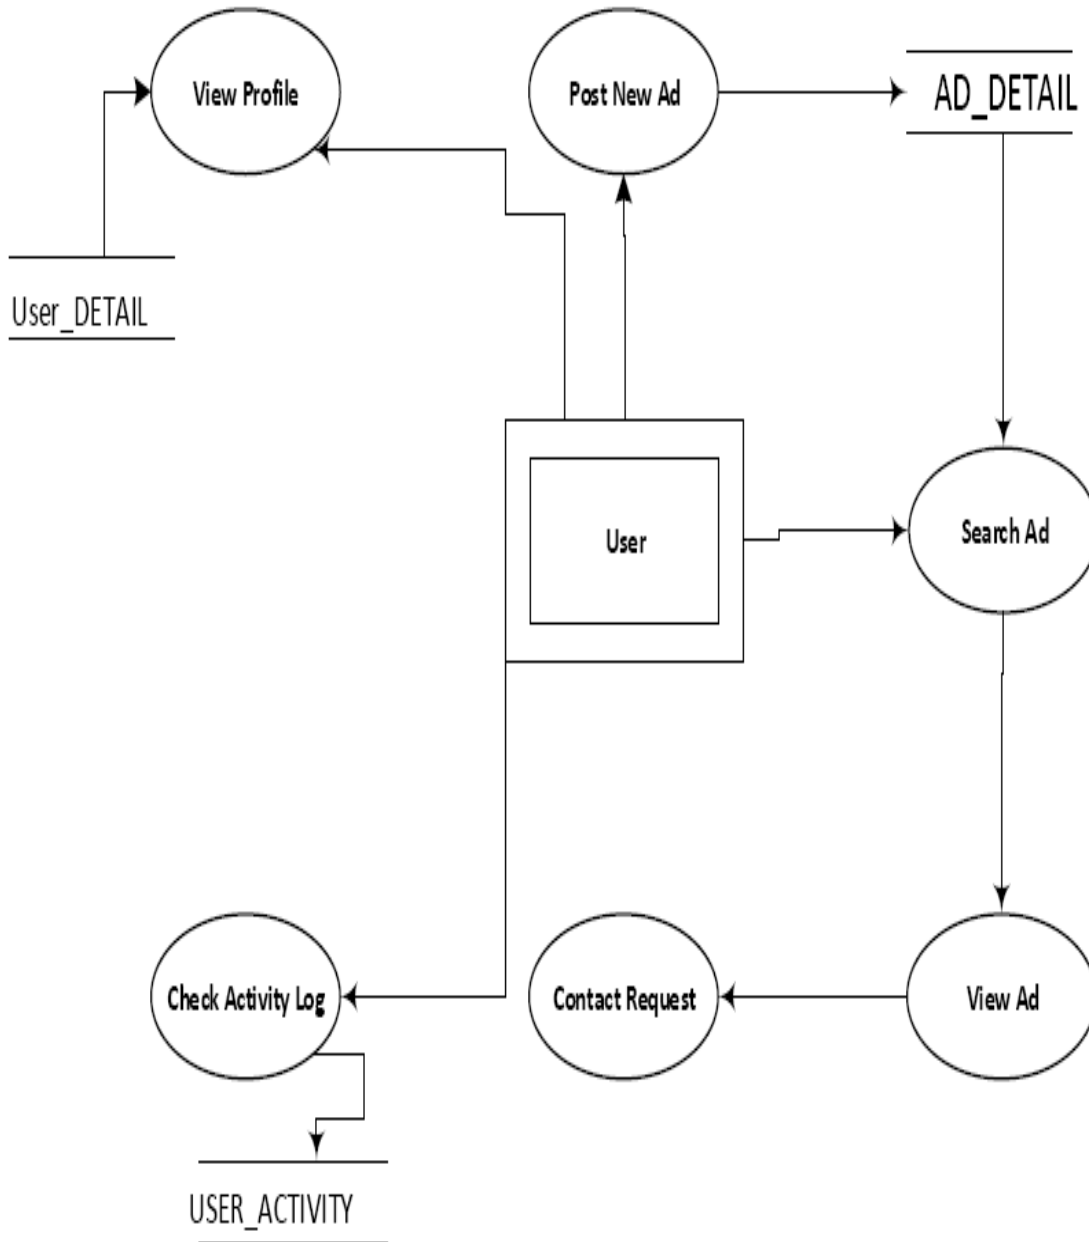 View Profile
Post New Ad
AD_DETAIL
User_DETAIL
User
Search Ad
Check Activity Log
Contact Request
View Ad
USER_ACTIVITY